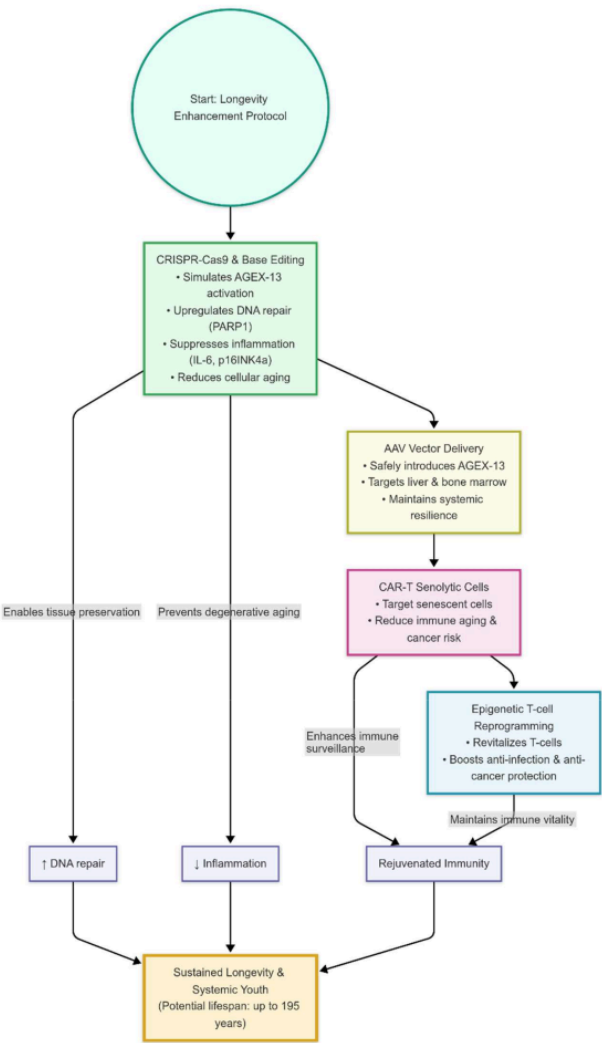 Start: Longevity
Enhancement Protocol
CRISPR-Cas9 & Base Editing
• Simulates AGEX-13
activation
• Upregulates DNA repair
(PARP1)
• Suppresses inflammation
(IL-6, p16INK4a)
• Reduces cellular aging
AAV Vector Delivery
• Safely introduces AGEX-13
• Targets liver & bone marrow
• Maintains systemic
resilience
CAR-T Senolytic Cells
• Target senescent cells
• Reduce immune aging &
cancer risk
Enables tissue preservation
Prevents degenerative aging
Epigenetic T-cell
Reprogramming
• Revitalizes T-cells
• Boosts anti-infection & anti-
cancer protection
Enhances immune
surveillance
Maintains immune vitality
↑ DNA repair
↓ Inflammation
Rejuvenated Immunity
Sustained Longevity &
Systemic Youth
(Potential lifespan: up to 195
years)